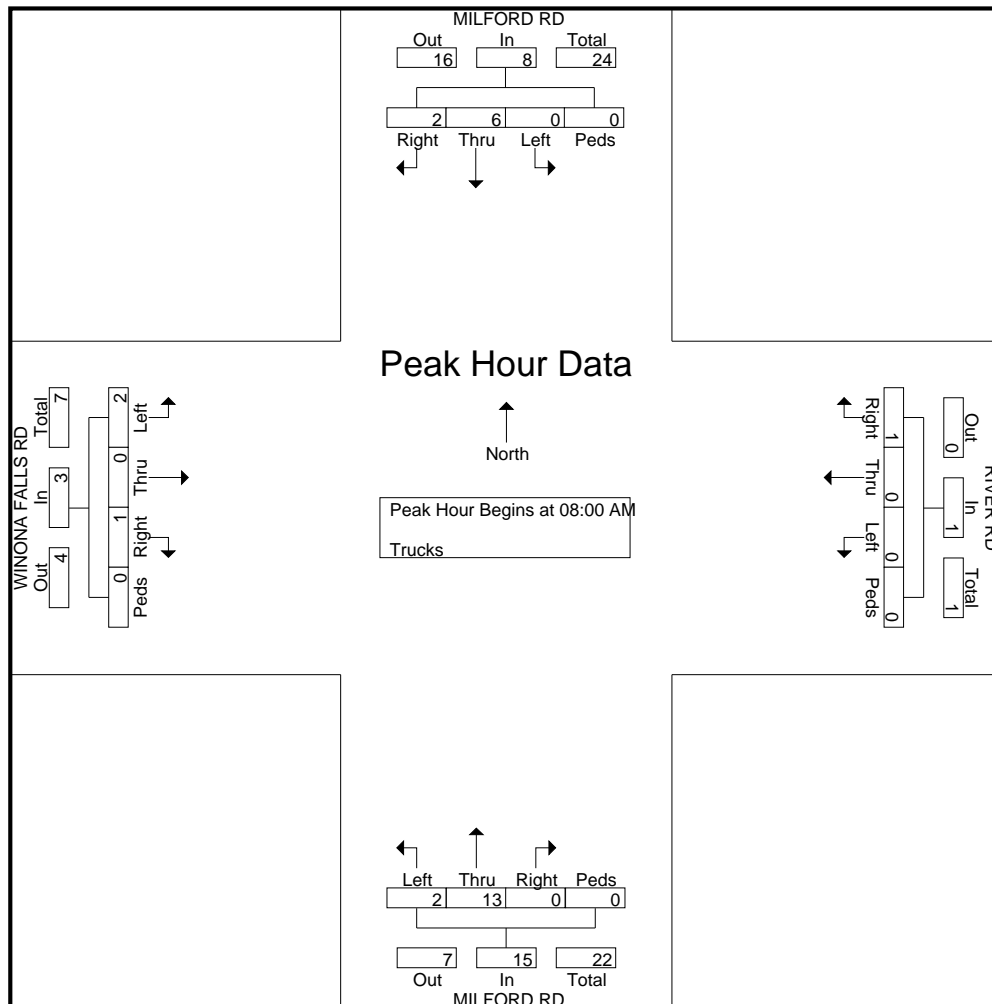 MILFORD RD
Out In Total
16 8 24
2 6 0 0
Right Thru Left Peds
Peak Hour Data
North
Peak Hour Begins at 08:00 AM
Trucks
WINONA FALLS RD
Total In Out
7 3 4
2 0 1 0
Left Thru Right Peds
Right Thru Left Peds
1 0 0 0
Out In Total
0 1 1
RIVER RD
Left Thru Right Peds
2 13 0 0
7 15 22
Out In Total
MILFORD RD